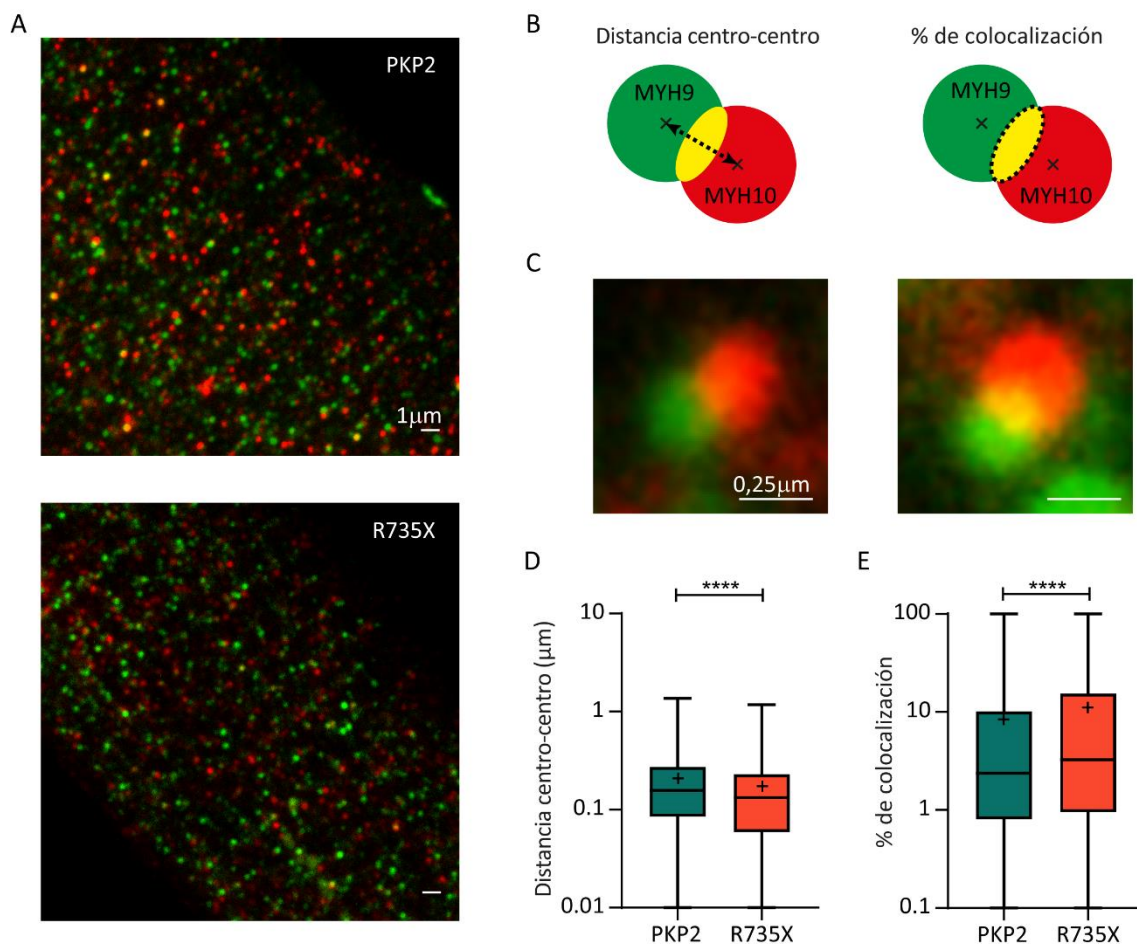 A
PKP2
1μm
R735X
B
Distancia centro-centro
% de colocalización
MYH9
MYH10
MYH9
MYH10
C
0,25μm
D
****
Distancia centro-centro (μm)
10
1
0.1
0.01
PKP2
R735X
E
****
% de colocalización
100
10
1
0.1
PKP2
R735X